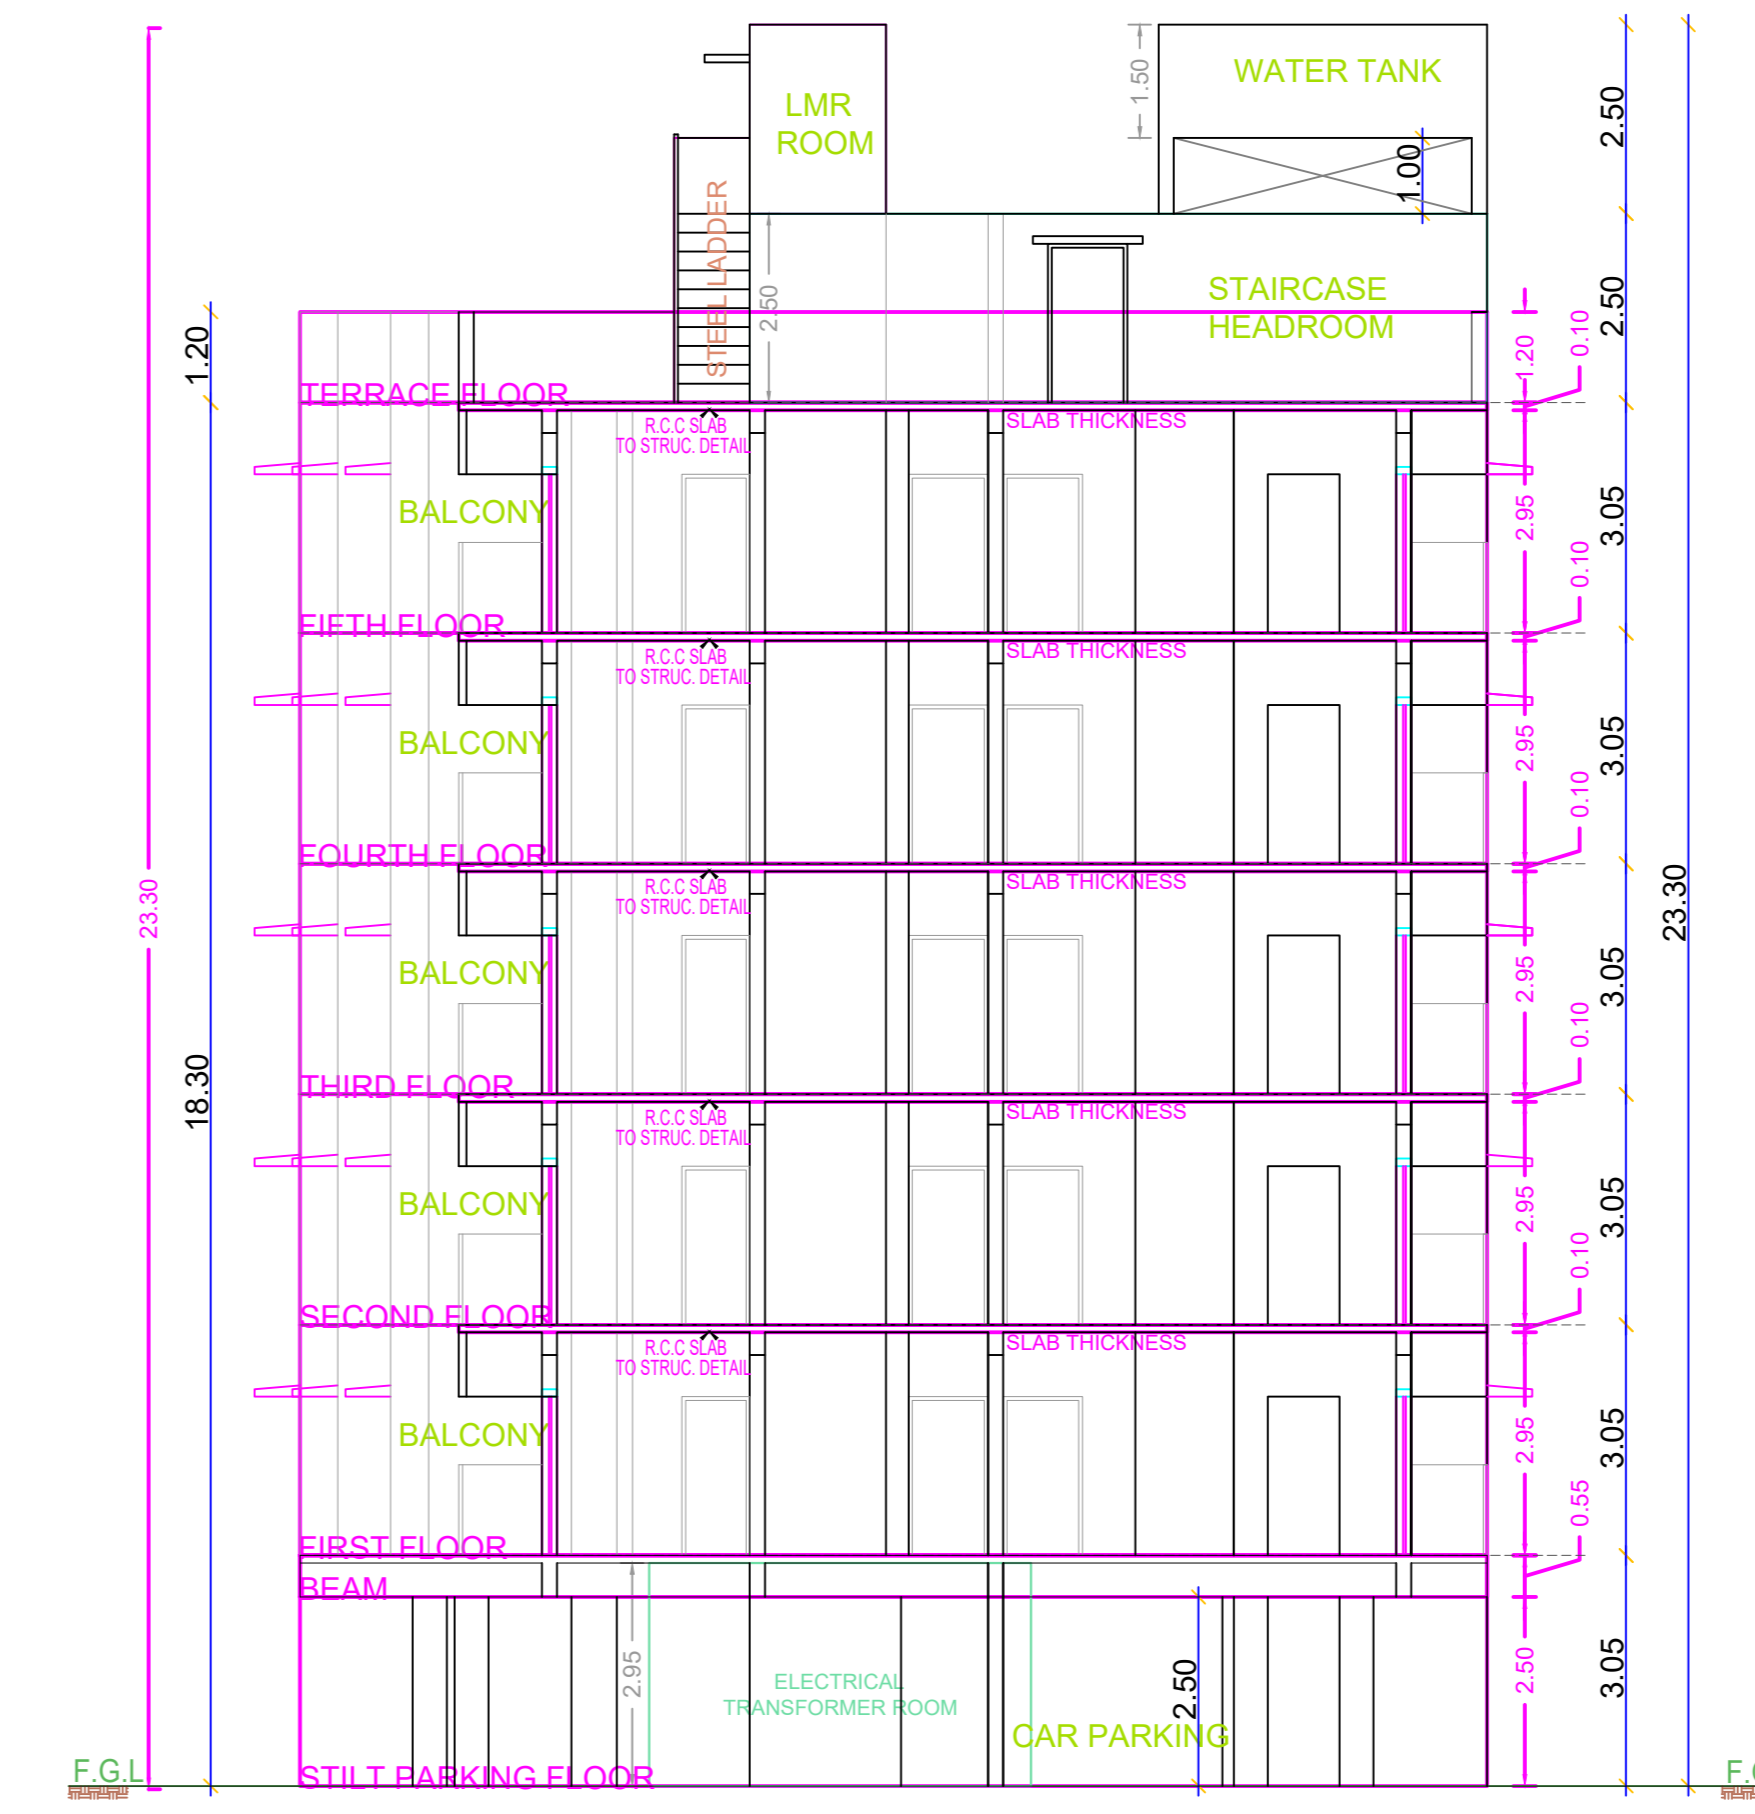 WATER TANK
1.50
2.50
LMR
ROOM
1.00
STEEL LADDER
2.50
STAIRCASE
HEADROOM
2.50
1.20
1.20
0.10
TERRACE FLOOR
R.C.C SLAB
TO STRUC. DETAIL
SLAB THICKNESS
BALCONY
2.95
3.05
0.10
FIFTH FLOOR
R.C.C SLAB
TO STRUC. DETAIL
SLAB THICKNESS
BALCONY
2.95
3.05
0.10
FOURTH FLOOR
R.C.C SLAB
TO STRUC. DETAIL
SLAB THICKNESS
23.30
23.30
BALCONY
2.95
3.05
0.10
THIRD FLOOR
18.30
R.C.C SLAB
TO STRUC. DETAIL
SLAB THICKNESS
BALCONY
2.95
3.05
0.10
SECOND FLOOR
R.C.C SLAB
TO STRUC. DETAIL
SLAB THICKNESS
BALCONY
2.95
3.05
0.55
FIRST FLOOR
BEAM
2.95
ELECTRICAL
TRANSFORMER ROOM
2.50
2.50
3.05
CAR PARKING
F.G.L
STILT PARKING FLOOR